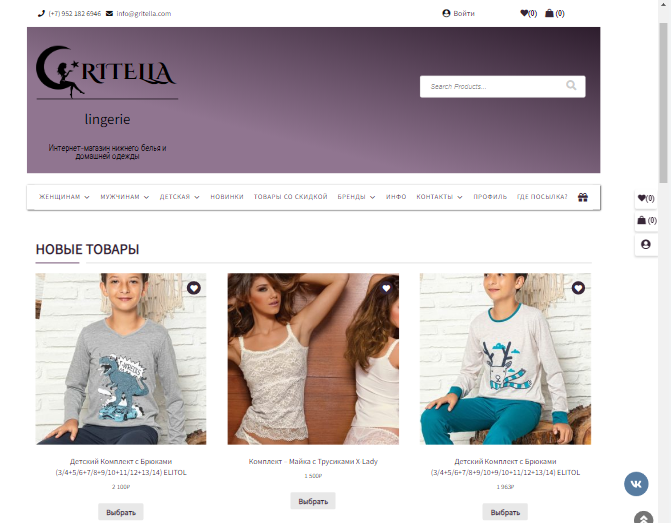 (+7) 952 182 6946 info@gritella.com Войти (0) (0)
GRITELLA
lingerie
Search Products...
Интернет-магазин нижнего белья и
домашней одежды
ЖЕНЩИНАМ МУЖЧИНАМ ДЕТСКАЯ НОВИНКИ ТОВАРЫ СО СКИДКОЙ БРЕНДЫ ИНФО КОНТАКТЫ ПРОФИЛЬ ГДЕ ПОСЫЛКА?
(0)
(0)
НОВЫЕ ТОВАРЫ
Детский Комплект с Брюками
(3/4+5/6+7/8+9/10+11/12+13/14) ELITOL
2 100₽
Выбрать
Комплект - Майка с Трусиками X Lady
1 500₽
Выбрать
Детский Комплект с Брюками
(3/4+5/6+7/8+9/10+9/10+11/12+13/14) ELITOL
1 963₽
Выбрать